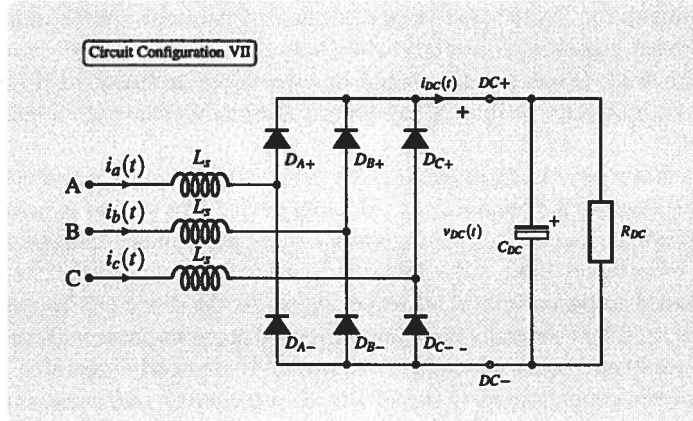 Circuit Configuration VII
i_DC(t) DC+
+
D_A+ D_B+ D_C+
A i_a(t) L_s
B i_b(t) L_s
C i_c(t) L_s
v_DC(t) C_DC + R_DC
D_A- D_B- D_C- -
DC-